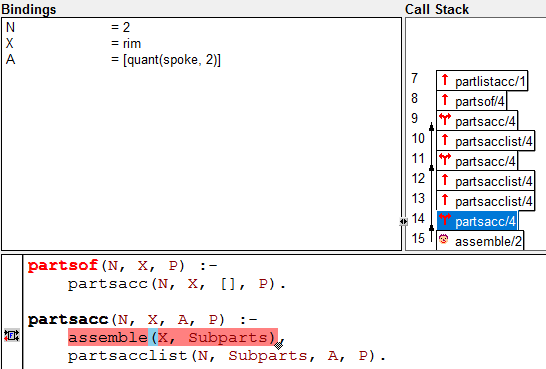 Bindings
N = 2
X = rim
A = [quant(spoke, 2)]
Call Stack
7 partlistacc/1
8 partsof/4
9 partsacc/4
10 partsacclist/4
11 partsacc/4
12 partsacclist/4
13 partsacclist/4
14 partsacc/4
15 assemble/2
partsof(N, X, P) :-
partsacc(N, X, [], P).
partsacc(N, X, A, P) :-
assemble(X, Subparts),
partsacclist(N, Subparts, A, P).